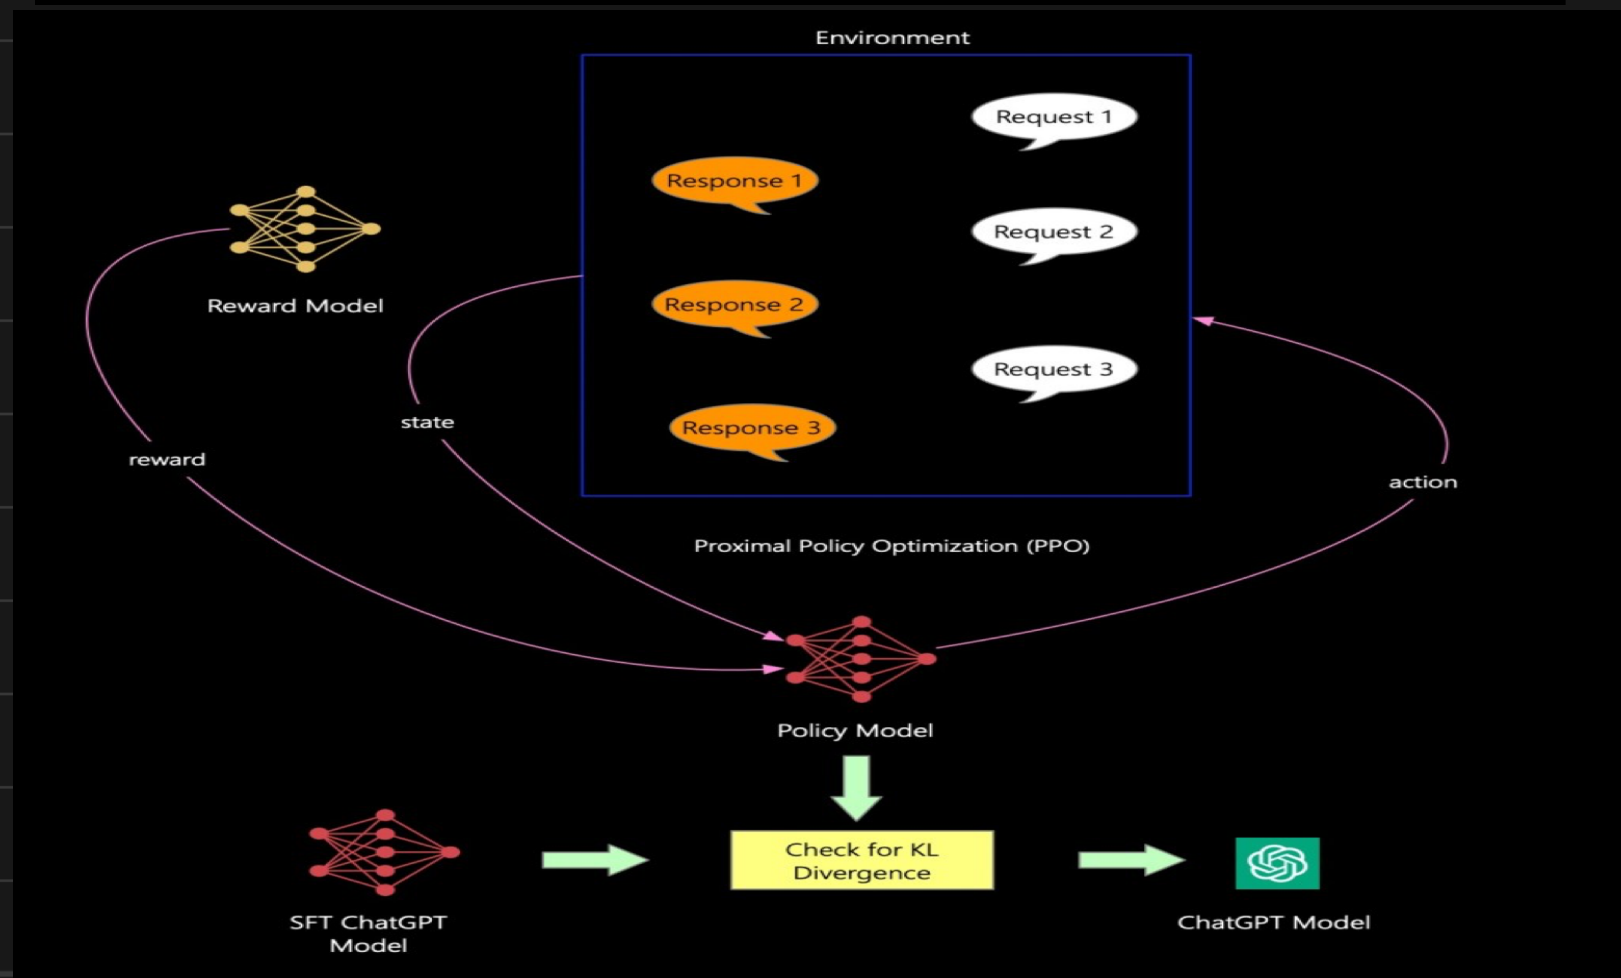 Environment
Request 1
Response 1
Request 2
Reward Model
Response 2
Request 3
state
Response 3
reward
action
Proximal Policy Optimization (PPO)
Policy Model
Check for KL
Divergence
SFT ChatGPT
Model
ChatGPT Model